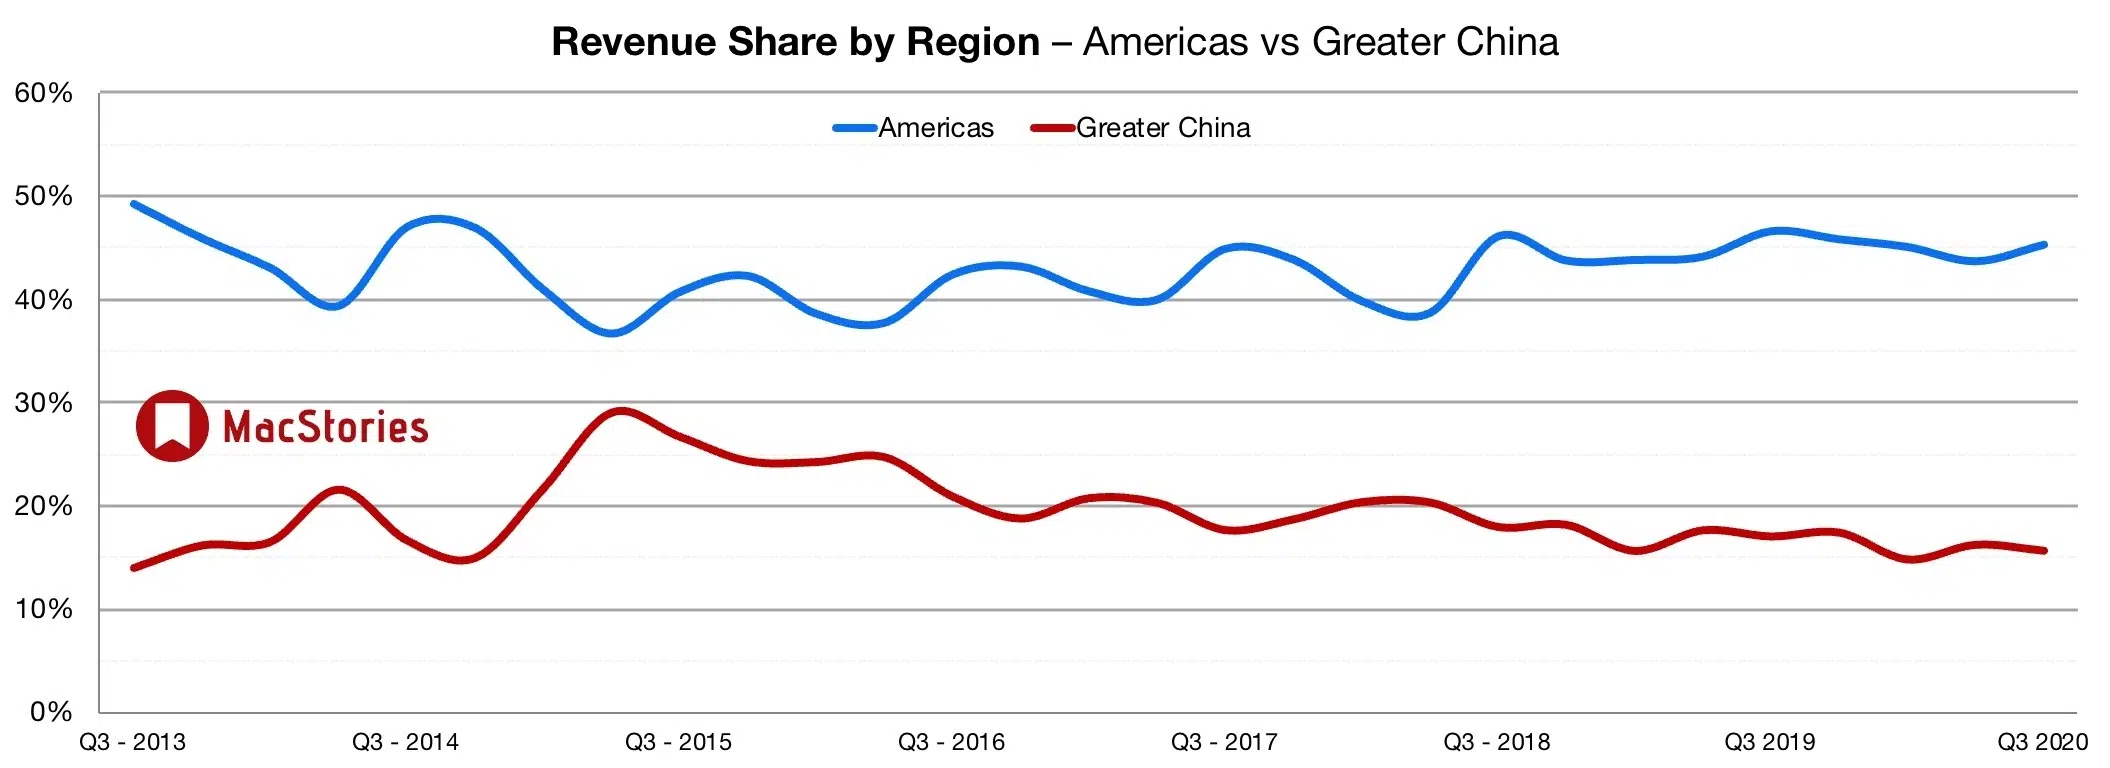 Revenue Share by Region – Americas vs Greater China
60%
Americas Greater China
50%
40%
30%
MacStories
20%
10%
0%
Q3 - 2013 Q3 - 2014 Q3 - 2015 Q3 - 2016 Q3 - 2017 Q3 - 2018 Q3 2019 Q3 2020